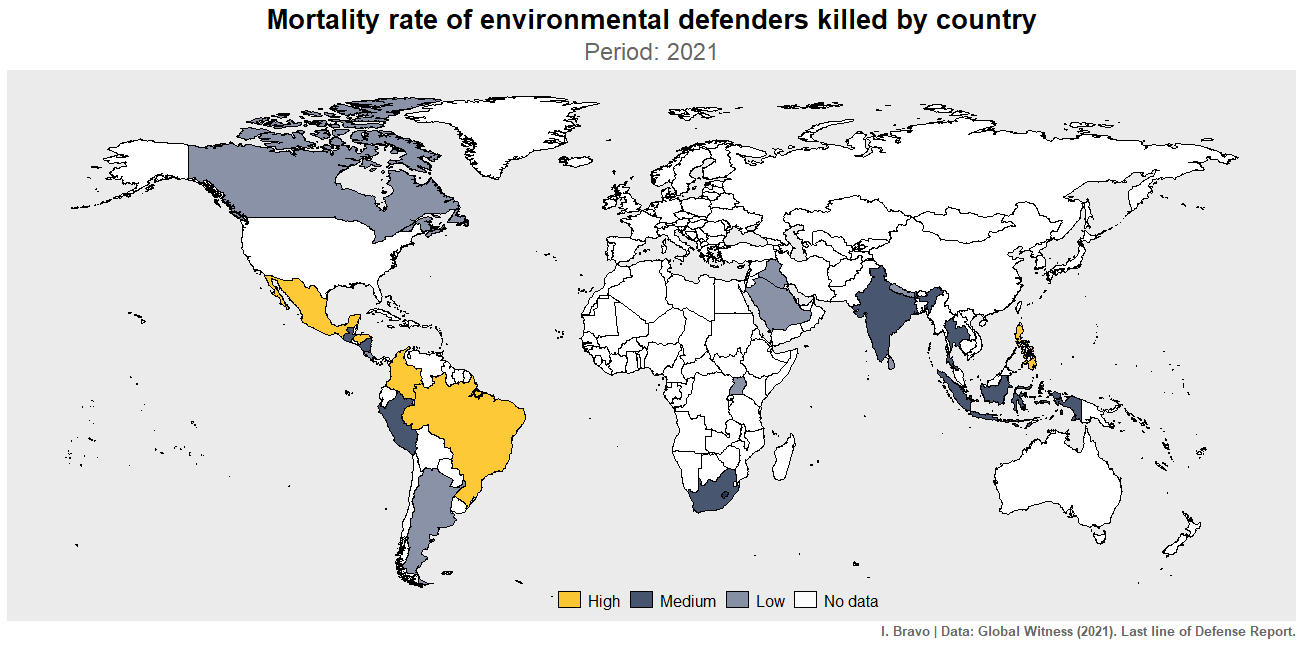 Mortality rate of environmental defenders killed by country
Period: 2021
High Medium Low No data
I. Bravo | Data: Global Witness (2021). Last line of Defense Report.